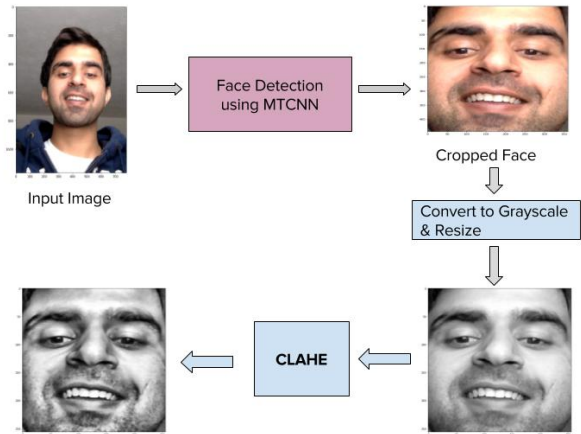 Face Detection
using MTCNN
Input Image
Cropped Face
Convert to Grayscale
& Resize
CLAHE